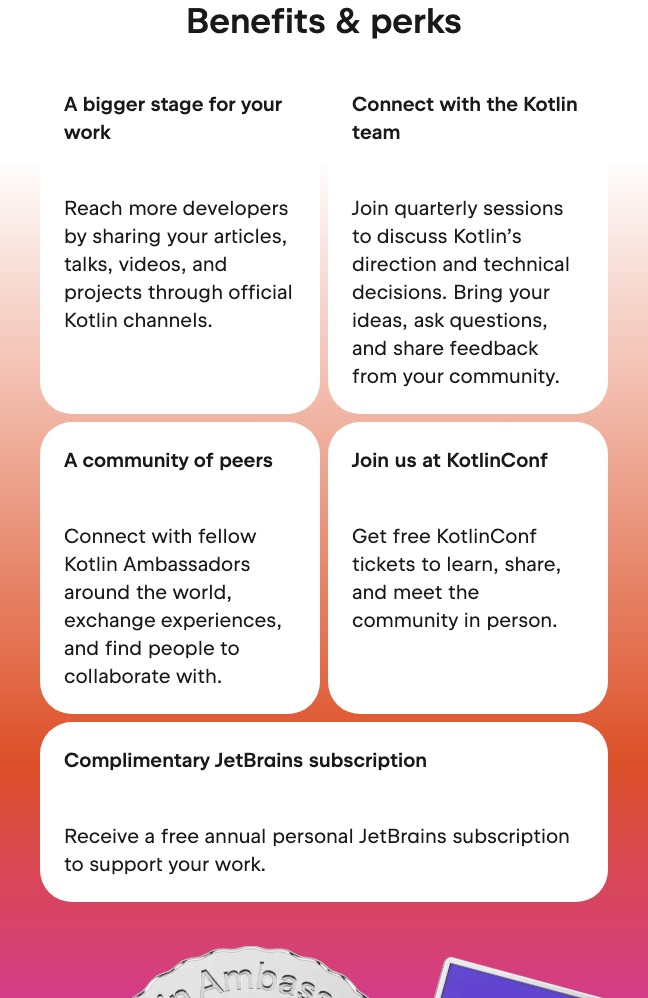 Benefits & perks
A bigger stage for your
work
Reach more developers
by sharing your articles,
talks, videos, and
projects through official
Kotlin channels.
Connect with the Kotlin
team
Join quarterly sessions
to discuss Kotlin’s
direction and technical
decisions. Bring your
ideas, ask questions,
and share feedback
from your community.
A community of peers
Connect with fellow
Kotlin Ambassadors
around the world,
exchange experiences,
and find people to
collaborate with.
Join us at KotlinConf
Get free KotlinConf
tickets to learn, share,
and meet the
community in person.
Complimentary JetBrains subscription
Receive a free annual personal JetBrains subscription
to support your work.